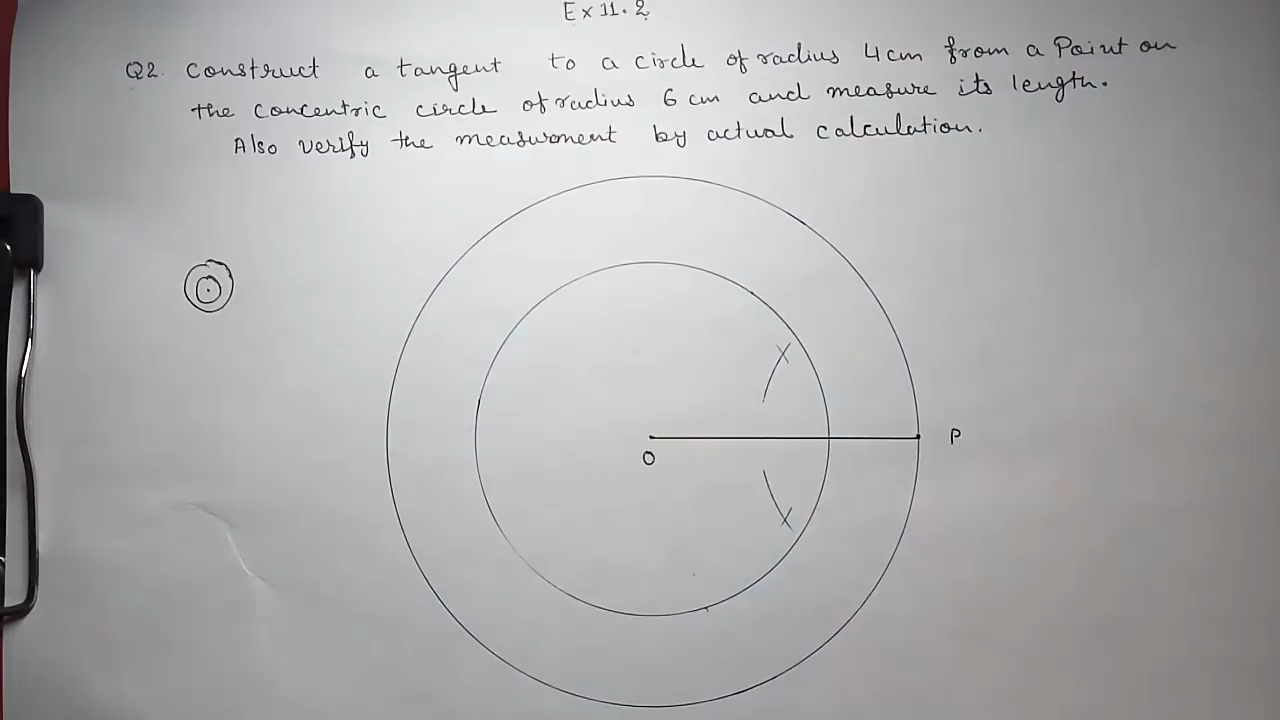 Ex 11.2
Q2. Construct a tangent to a circle of radius 4cm from a Point on
the concentric circle of radius 6 cm and measure its length.
Also verify the measurment by actual calculation.
O
P